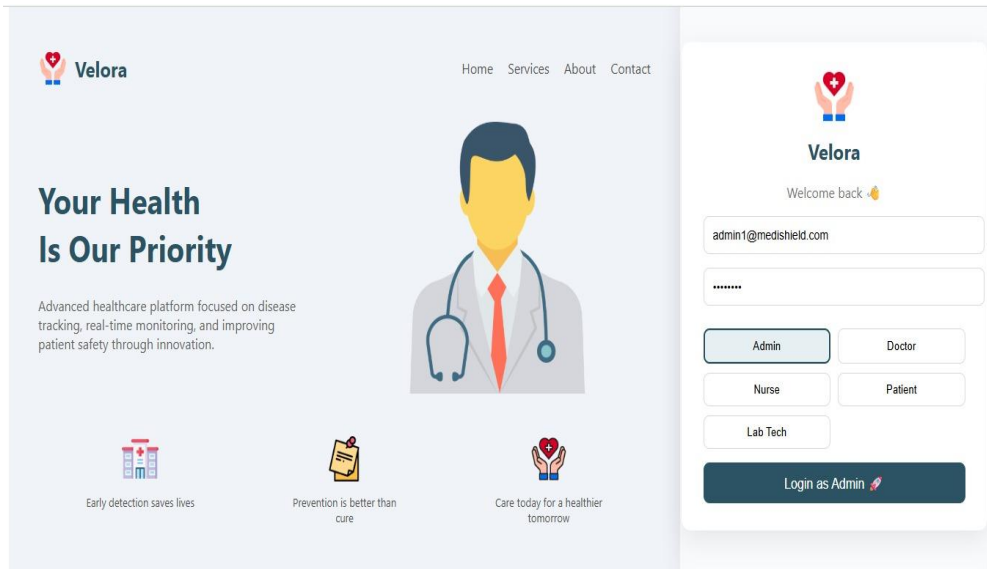 Velora
Home Services About Contact
Your Health
Is Our Priority
Advanced healthcare platform focused on disease
tracking, real-time monitoring, and improving
patient safety through innovation.
Early detection saves lives
Prevention is better than
cure
Care today for a healthier
tomorrow
Velora
Welcome back 👋
admin1@medishield.com
••••••••
Admin
Doctor
Nurse
Patient
Lab Tech
Login as Admin 🚀